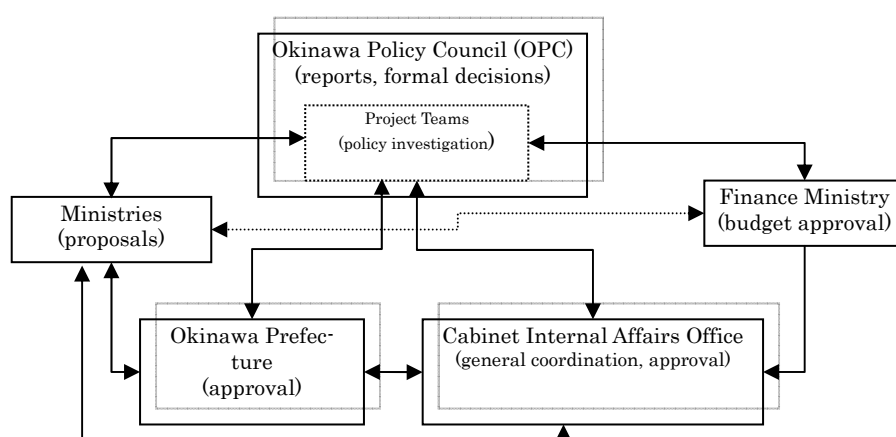 Okinawa Policy Council (OPC)
(reports, formal decisions)
Project Teams
(policy investigation)
Ministries
(proposals)
Finance Ministry
(budget approval)
Okinawa Prefec-
ture
(approval)
Cabinet Internal Affairs Office
(general coordination, approval)